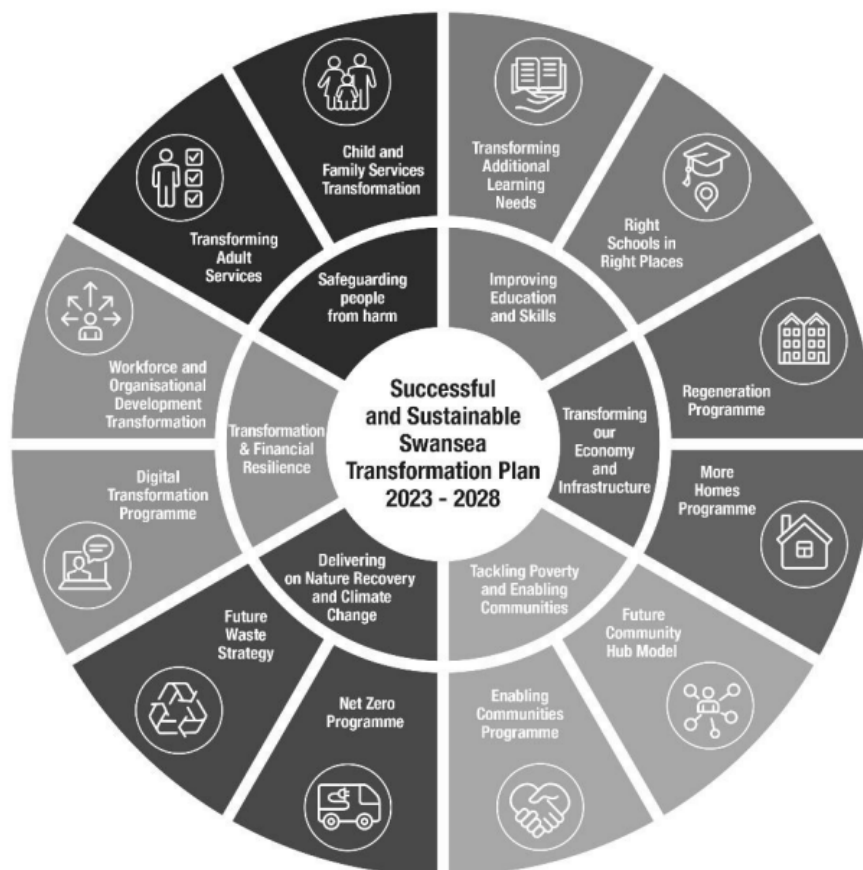 Successful
and Sustainable
Swansea
Transformation Plan
2023 - 2028
Safeguarding
people
from harm
Improving
Education
and Skills
Transforming
our
Economy
and
Infrastructure
Tackling Poverty
and Enabling
Communities
Delivering
on Nature Recovery
and Climate
Change
Transformation
& Financial
Resilience
Child and
Family Services
Transformation
Transforming
Additional
Learning
Needs
Right
Schools in
Right Places
Regeneration
Programme
More
Homes
Programme
Future
Community
Hub Model
Enabling
Communities
Programme
Net Zero
Programme
Future
Waste
Strategy
Digital
Transformation
Programme
Workforce and
Organisational
Development
Transformation
Transforming
Adult
Services